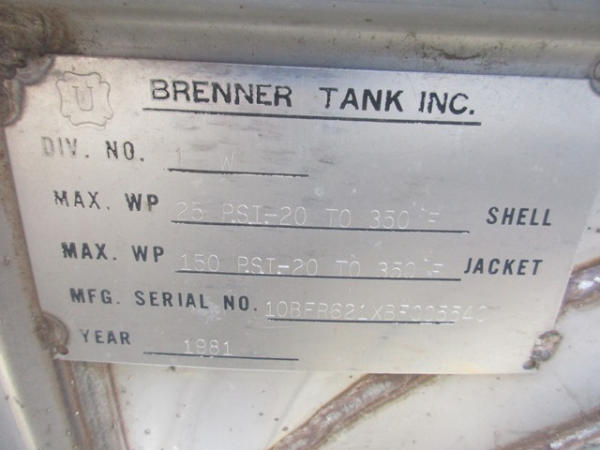 U
BRENNER TANK INC.
DIV. NO. 1 W
MAX. WP 25 PSI-20 TO 350°F SHELL
MAX. WP 150 PSI-20 TO 350°F JACKET
MFG. SERIAL NO.
YEAR 1981